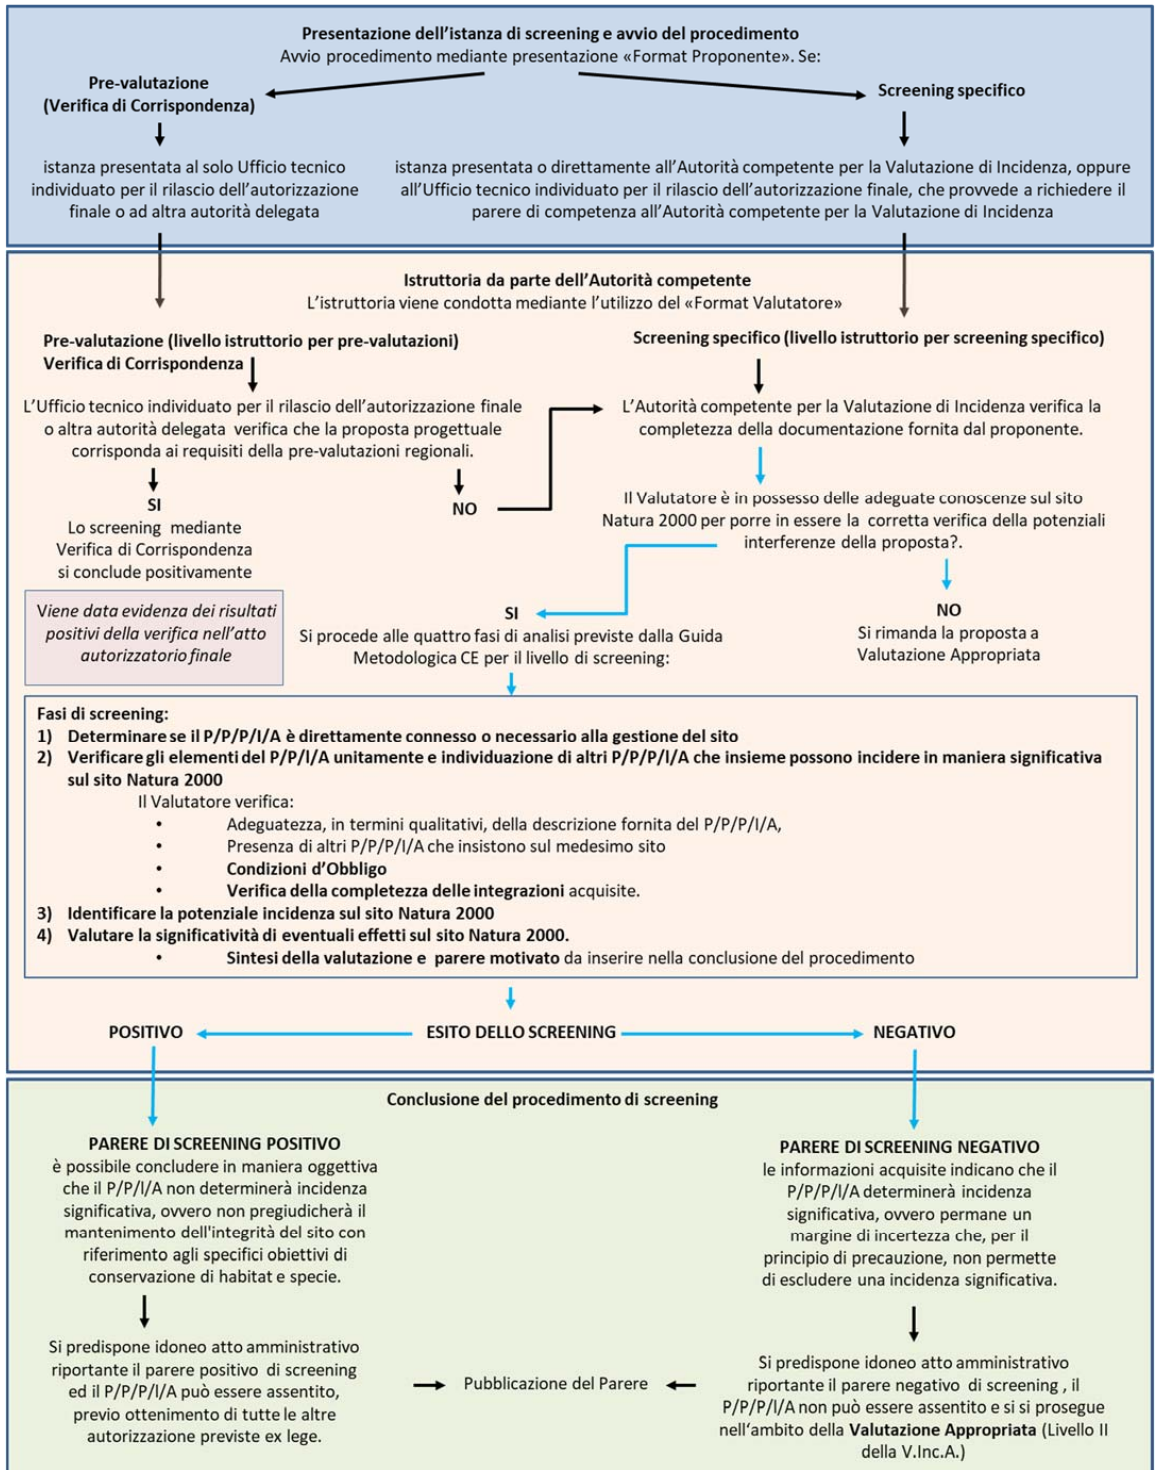 Presentazione dell'istanza di screening e avvio del procedimento
Avvio procedimento mediante presentazione «Format Proponente». Se:
Pre-valutazione
(Verifica di Corrispondenza)
istanza presentata al solo Ufficio tecnico
individuato per il rilascio dell'autorizzazione
finale o ad altra autorità delegata
Screening specifico
istanza presentata o direttamente all'Autorità competente per la Valutazione di Incidenza, oppure
all'Ufficio tecnico individuato per il rilascio dell'autorizzazione finale, che provvede a richiedere il
parere di competenza all'Autorità competente per la Valutazione di Incidenza
Istruttoria da parte dell'Autorità competente
L'istruttoria viene condotta mediante l'utilizzo del «Format Valutatore»
Pre-valutazione (livello istruttorio per pre-valutazioni)
Verifica di Corrispondenza
L'Ufficio tecnico individuato per il rilascio dell'autorizzazione finale
o altra autorità delegata verifica che la proposta progettuale
corrisponda ai requisiti della pre-valutazioni regionali.
SI
Lo screening mediante
Verifica di Corrispondenza
si conclude positivamente
Viene data evidenza dei risultati
positivi della verifica nell'atto
autorizzatorio finale
NO
Screening specifico (livello istruttorio per screening specifico)
L'Autorità competente per la Valutazione di Incidenza verifica la
completezza della documentazione fornita dal proponente.
Il Valutatore è in possesso delle adeguate conoscenze sul sito
Natura 2000 per porre in essere la corretta verifica della potenziali
interferenze della proposta?.
SI
Si procede alle quattro fasi di analisi previste dalla Guida
Metodologica CE per il livello di screening:
NO
Si rimanda la proposta a
Valutazione Appropriata
Fasi di screening:
1) Determinare se il P/P/P/I/A è direttamente connesso o necessario alla gestione del sito
2) Verificare gli elementi del P/P/I/A unitamente e individuazione di altri P/P/P/I/A che insieme possono incidere in maniera significativa
sul sito Natura 2000
Il Valutatore verifica:
• Adeguatezza, in termini qualitativi, della descrizione fornita del P/P/P/I/A,
• Presenza di altri P/P/P/I/A che insistono sul medesimo sito
• Condizioni d'Obbligo
• Verifica della completezza delle integrazioni acquisite.
3) Identificare la potenziale incidenza sul sito Natura 2000
4) Valutare la significatività di eventuali effetti sul sito Natura 2000.
• Sintesi della valutazione e parere motivato da inserire nella conclusione del procedimento
POSITIVO
ESITO DELLO SCREENING
NEGATIVO
Conclusione del procedimento di screening
PARERE DI SCREENING POSITIVO
è possibile concludere in maniera oggettiva
che il P/P/I/A non determinerà incidenza
significativa, ovvero non pregiudicherà il
mantenimento dell'integrità del sito con
riferimento agli specifici obiettivi di
conservazione di habitat e specie.
Si predispone idoneo atto amministrativo
riportante il parere positivo di screening
ed il P/P/P/I/A può essere assentito,
previo ottenimento di tutte le altre
autorizzazione previste ex lege.
Pubblicazione del Parere
PARERE DI SCREENING NEGATIVO
le informazioni acquisite indicano che il
P/P/P/I/A determinerà incidenza
significativa, ovvero permane un
margine di incertezza che, per il
principio di precauzione, non permette
di escludere una incidenza significativa.
Si predispone idoneo atto amministrativo
riportante il parere negativo di screening , il
P/P/P/I/A non può essere assentito e si si prosegue
nell'ambito della Valutazione Appropriata (Livello II
della V.Inc.A.)